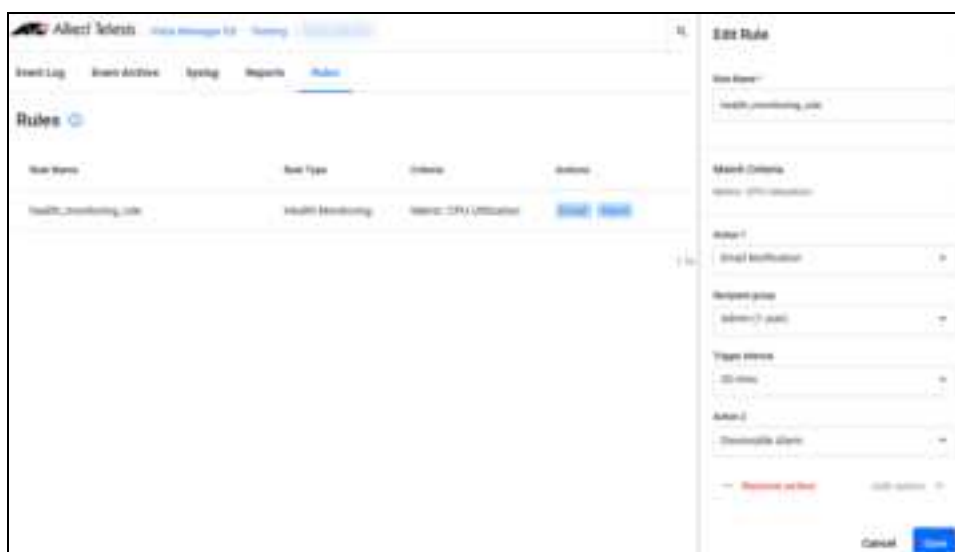 Allied Telesis
Event Log Event Archive Syslog Reports Rules
Rules
Rule Name Rule Type Criteria Actions
health_monitoring_rule Health Monitoring Metric: CPU Utilization
Edit Rule
Rule Name *
health_monitoring_rule
Match Criteria
Metric: CPU Utilization
Action 1
Email Notification
Recipient group
Admin (1 user)
Trigger interval
Action 2
Dismissible Alarm
Remove action Add action
Cancel Save